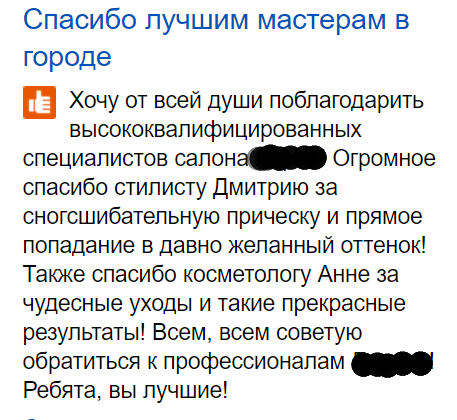 Спасибо лучшим мастерам в
городе
Хочу от всей души поблагодарить
высококвалифицированных
специалистов салона Огромное
спасибо стилисту Дмитрию за
сногсшибательную прическу и прямое
попадание в давно желанный оттенок!
Также спасибо косметологу Анне за
чудесные уходы и такие прекрасные
результаты! Всем, всем советую
обратиться к профессионалам !
Ребята, вы лучшие!